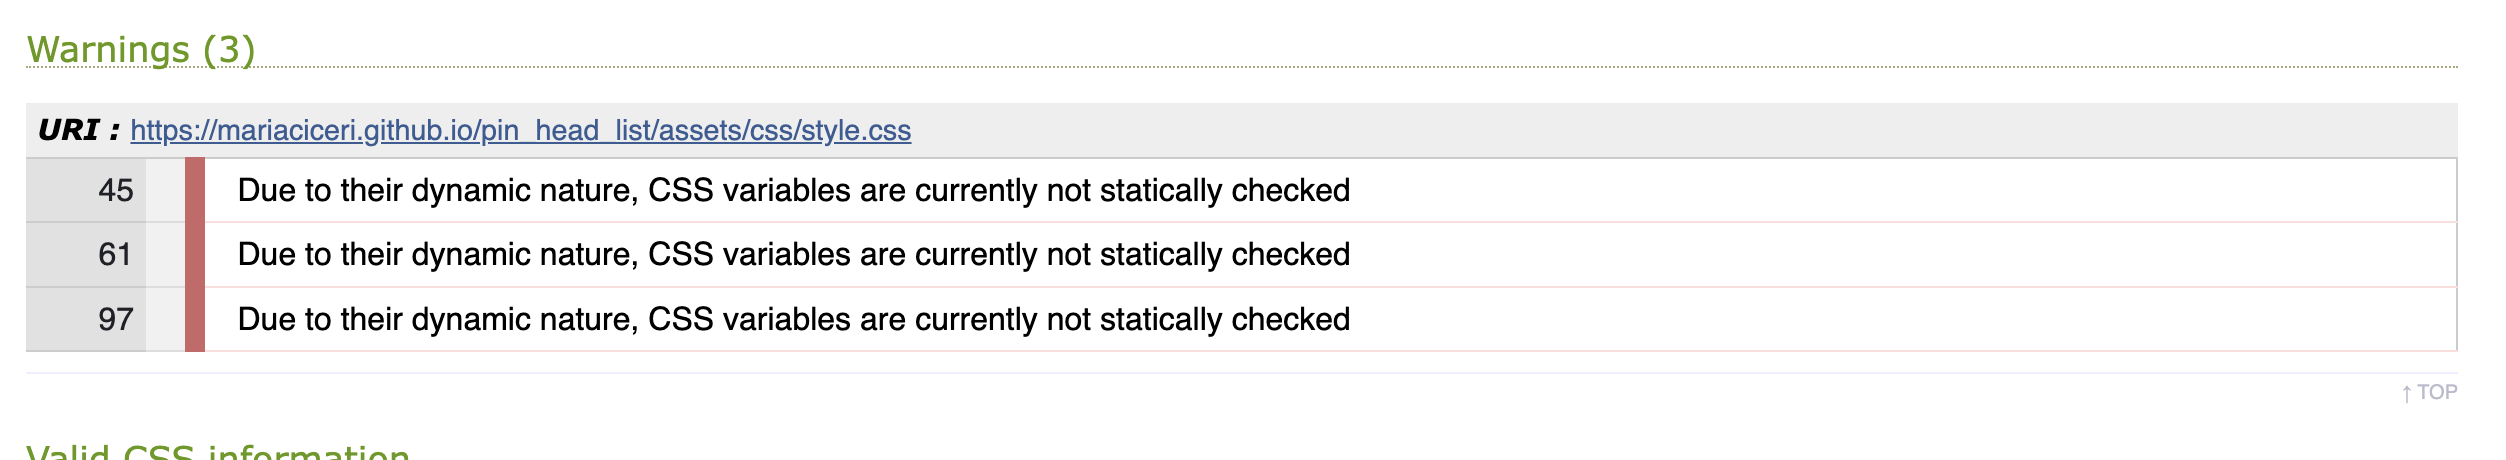 Warnings (3)
URI : https://mariaciceri.github.io/pin_head_list/assets/css/style.css
45 Due to their dynamic nature, CSS variables are currently not statically checked
61 Due to their dynamic nature, CSS variables are currently not statically checked
97 Due to their dynamic nature, CSS variables are currently not statically checked
↑ TOP
Valid CSS information